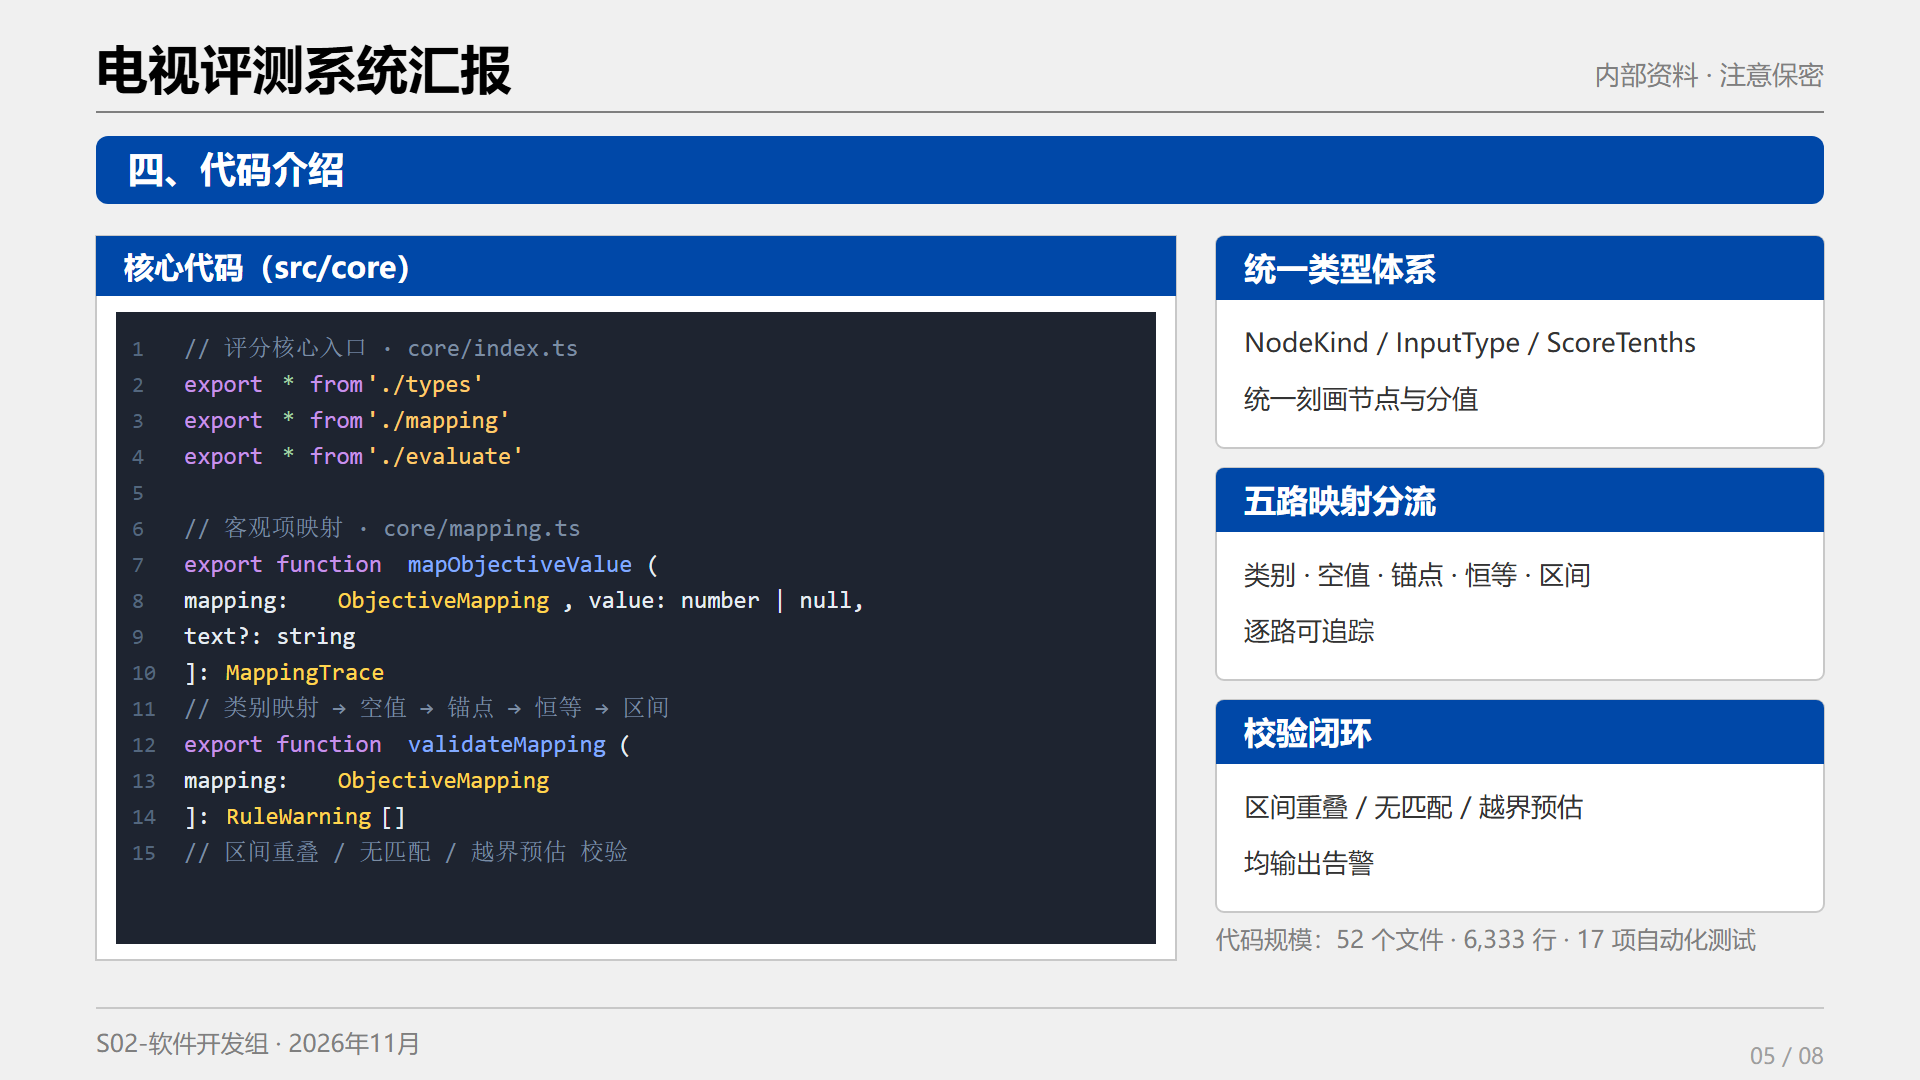 电视评测系统汇报
内部资料 · 注意保密
四、代码介绍
核心代码（src/core）
1 // 评分核心入口 · core/index.ts
2 export * from './types'
3 export * from './mapping'
4 export * from './evaluate'
5
6 // 客观项映射 · core/mapping.ts
7 export function mapObjectiveValue (
8 mapping: ObjectiveMapping , value: number | null,
9 text?: string
10 ]: MappingTrace
11 // 类别映射 → 空值 → 锚点 → 恒等 → 区间
12 export function validateMapping (
13 mapping: ObjectiveMapping
14 ]: RuleWarning []
15 // 区间重叠 / 无匹配 / 越界预估 校验
统一类型体系
NodeKind / InputType / ScoreTenths
统一刻画节点与分值
五路映射分流
类别 · 空值 · 锚点 · 恒等 · 区间
逐路可追踪
校验闭环
区间重叠 / 无匹配 / 越界预估
均输出告警
代码规模：52 个文件 · 6,333 行 · 17 项自动化测试
S02-软件开发组 · 2026年11月
05 / 08